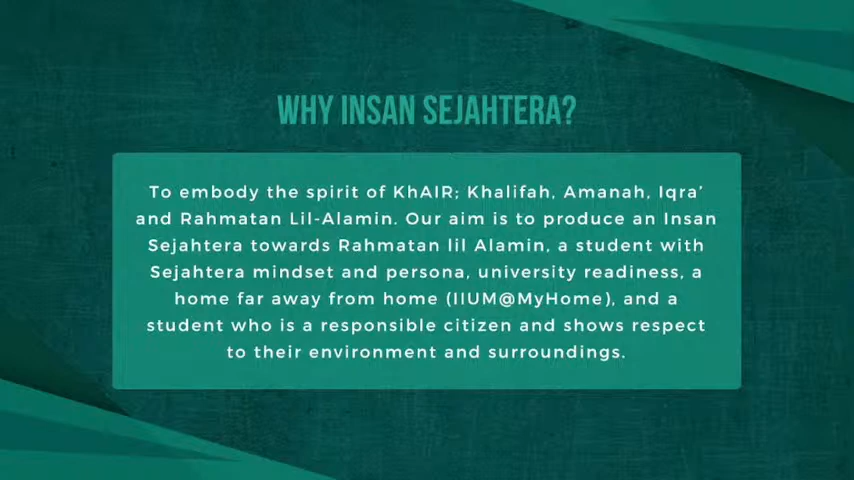 WHY INSAN SEJAHTERA?
To embody the spirit of KhAIR; Khalifah, Amanah, Iqra'
and Rahmatan Lil-Alamin. Our aim is to produce an Insan
Sejahtera towards Rahmatan lil Alamin, a student with
Sejahtera mindset and persona, university readiness, a
home far away from home (IIUM@MyHome), and a
student who is a responsible citizen and shows respect
to their environment and surroundings.